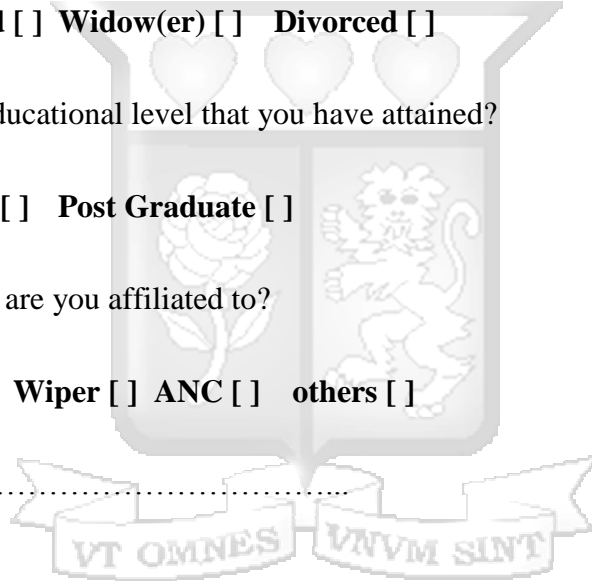 [ ] Widow(er) [ ] Divorced [ ]
educational level that you have attained?
[ ] Post Graduate [ ]
are you affiliated to?
Wiper [ ] ANC [ ] others [ ]
……………………………...
VT OMNES VNVM SINT